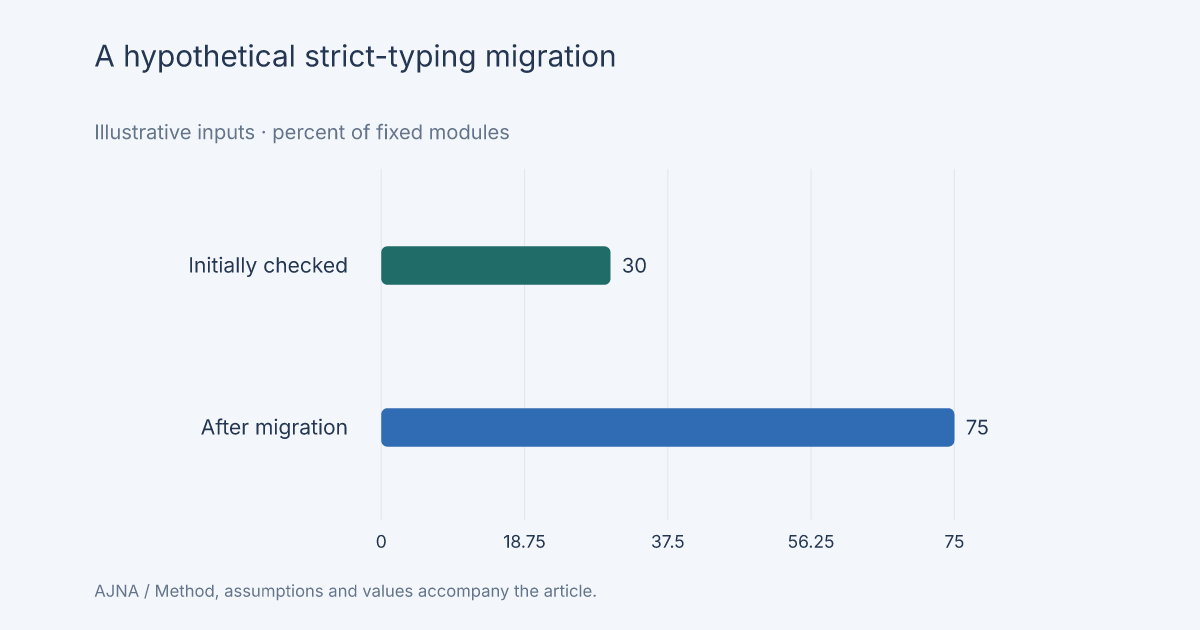 A hypothetical strict-typing migration
Illustrative inputs · percent of fixed modules
Initially checked 30
After migration 75
0 18.75 37.5 56.25 75
AJNA / Method, assumptions and values accompany the article.